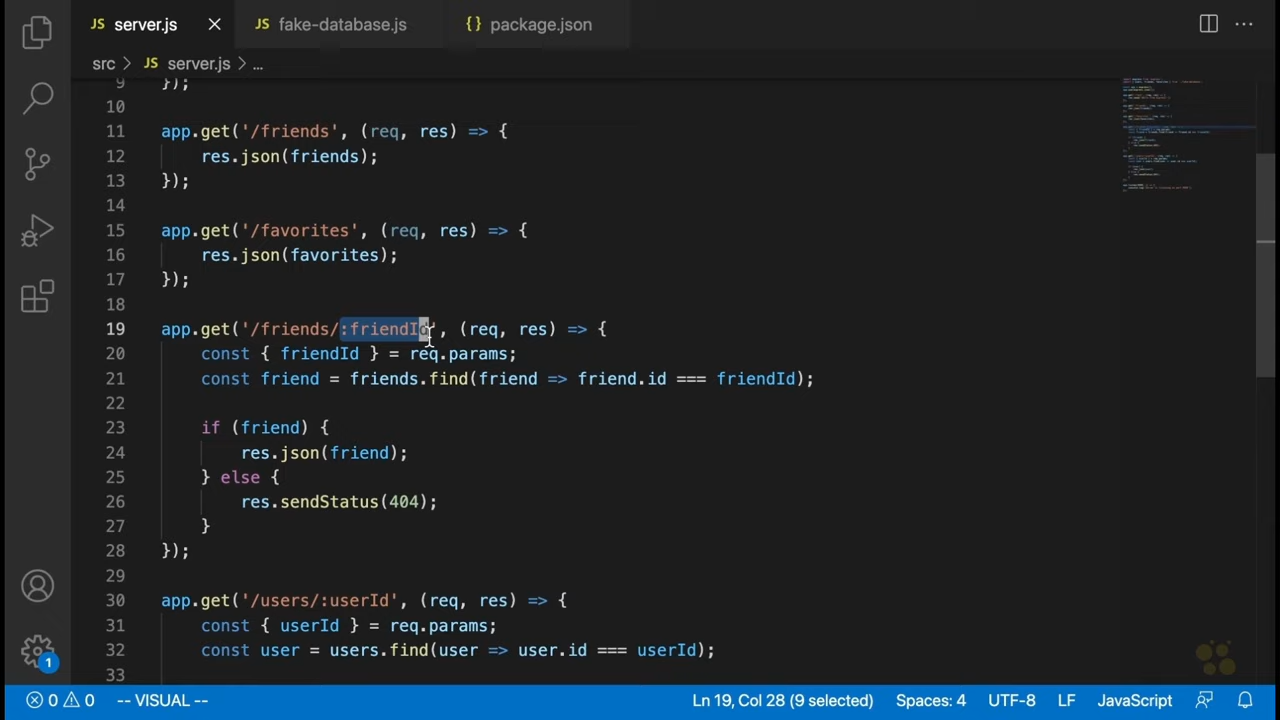 JS server.js × JS fake-database.js {} package.json ...
src > JS server.js > ...
9 });
10
11 app.get('/friends', (req, res) => {
12 res.json(friends);
13 });
14
15 app.get('/favorites', (req, res) => {
16 res.json(favorites);
17 });
18
19 app.get('/friends/:friendId', (req, res) => {
20 const { friendId } = req.params;
21 const friend = friends.find(friend => friend.id === friendId);
22
23 if (friend) {
24 res.json(friend);
25 } else {
26 res.sendStatus(404);
27 }
28 });
29
30 app.get('/users/:userId', (req, res) => {
31 const { userId } = req.params;
32 const user = users.find(user => user.id === userId);
33
1
0 0 -- VISUAL -- Ln 19, Col 28 (9 selected) Spaces: 4 UTF-8 LF JavaScript